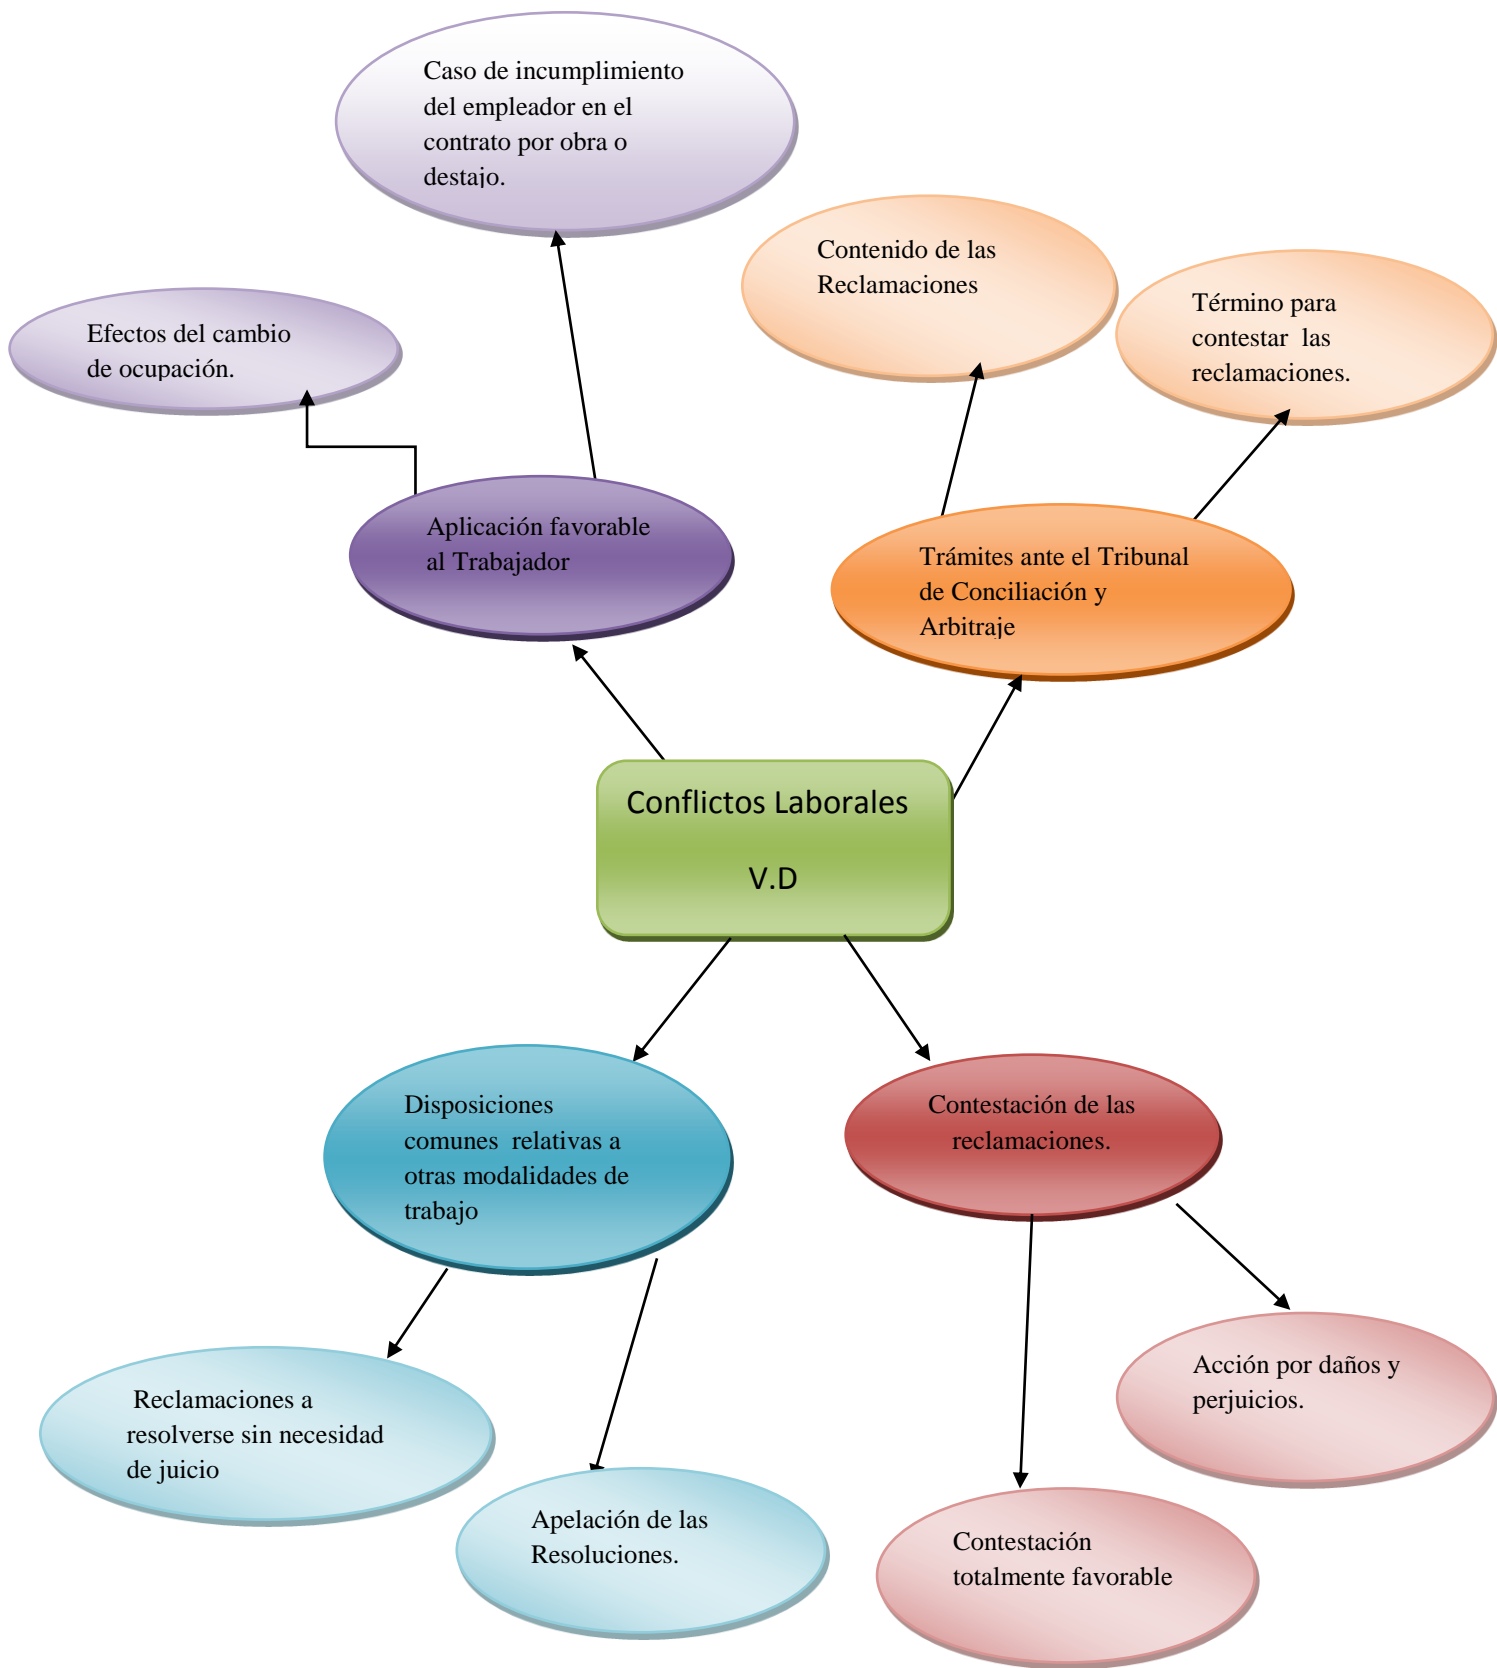 Caso de incumplimiento
del empleador en el
contrato por obra o
destajo.
Contenido de las
Reclamaciones
Término para
contestar  las
reclamaciones.
Efectos del cambio
de ocupación.
Aplicación favorable
al Trabajador
Trámites ante el Tribunal
de Conciliación y
Arbitraje
Conflictos Laborales
V.D
Disposiciones
comunes  relativas a
otras modalidades de
trabajo
Contestación de las
reclamaciones.
Reclamaciones a
resolverse sin necesidad
de juicio
Acción por daños y
perjuicios.
Apelación de las
Resoluciones.
Contestación
totalmente favorable